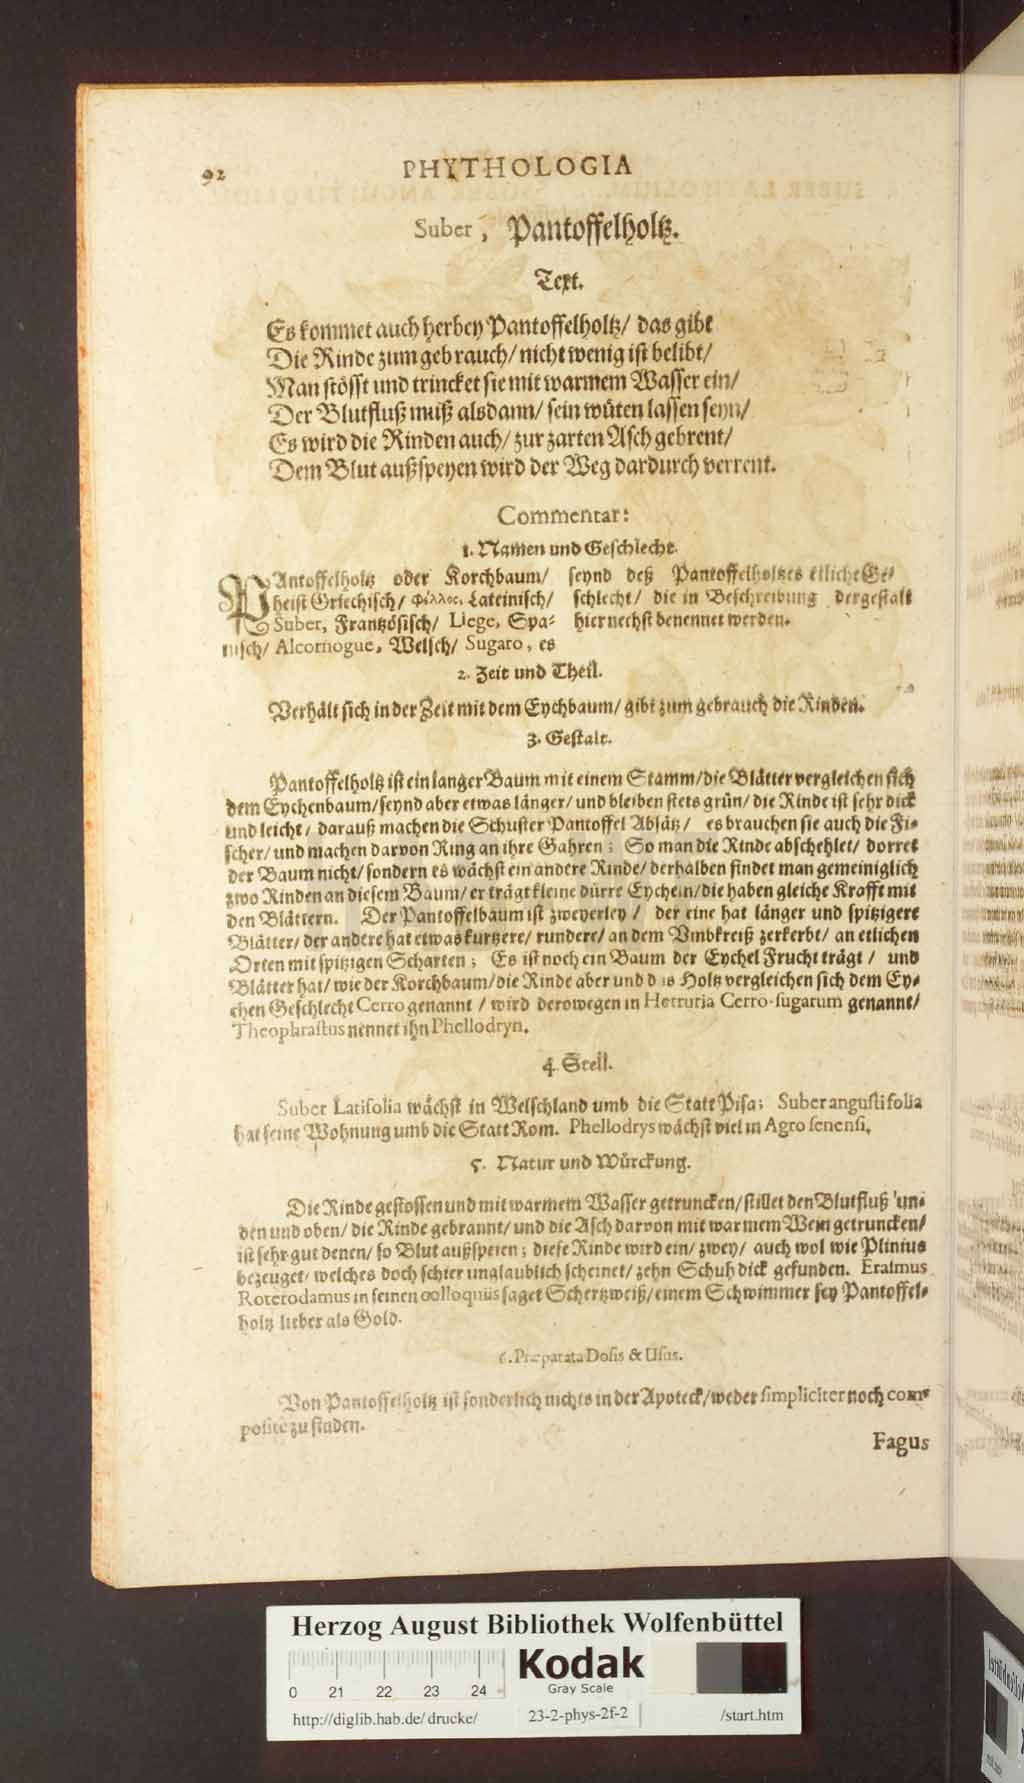 92 PHYTHOLOGIA
Suber, Pantoffelholtz.
Text.
Es kommet auch herbey Pantoffelholtz/ das gibt
Die Rinde zum gebrauch/ nicht wenig ist belibt/
Man stösst und trincket sie mit warmem Wasser ein/
Der Blutfluß muß alsdann/ sein wüten lassen seyn/
Es wird die Rinden auch/ zur zarten Asch gebrent/
Dem Blut außspeyen wird der Weg dardurch verrent.
Commentar:
1. Namen und Geschlecht.
PAntoffelholtz oder Korchbaum/
heist Griechisch/ Φέλλος, Lateinisch/
Suber, Frantzösisch/ Liege, Spa-
nisch/ Alcornogue, Welsch/ Sugaro, es
seynd deß Pantoffelholtzes etliche Ge-
schlecht/ die in Beschreibung dergestalt
hiernechst benennet werden.
2. Zeit und Theil.
Verhält sich in der Zeit mit dem Eychbaum/ gibt zum gebrauch die Rinden.
3. Gestalt.
Pantoffelholtz ist ein langer Baum mit einem Stamm/ die Blätter vergleichen sich
dem Eychenbaum/ seynd aber etwas länger/ und bleiben stets grün/ die Rinde ist sehr dick
und leicht/ darauß machen die Schuster Pantoffel Absätz/ es brauchen sie auch die Fi-
scher/ und machen darvon Ring an ihre Gahren; So man die Rinde abschehlet/ dorret
der Baum nicht/ sondern es wächst ein andere Rinde/ derhalben findet man gemeiniglich
zwo Rinden an diesem Baum/ er trägt kleine dürre Eycheln/ die haben gleiche Krafft mit
den Blättern. Der Pantoffelbaum ist zweyerley/ der eine hat länger und spitzigere
Blätter/ der andere hat etwas kurtzere/ rundere/ an dem Vmbkreiß zerkerbt/ an etlichen
Orten mit spitzigen Scharten; Es ist noch ein Baum der Eychel Frucht trägt/ und
Blätter hat/ wie der Korchbaum/ die Rinde aber und das Holtz vergleichen sich dem Ey-
chen Geschlecht Cerro genannt/ wird derowegen in Hetruria Cerro-sugarum genannt/
Theophrastus nennet ihn Phellodryn.
4. Stell.
Suber Latifolia wächst in Welschland umb die Statt Pisa; Suber angustifolia
hat seine Wohnung umb die Statt Rom. Phellodrys wächst viel in Agro senensi.
5. Natur und Würckung.
Die Rinde gestossen und mit warmem Wasser getruncken/ stillet den Blutfluß un-
den und oben/ die Rinde gebrannt/ und die Asch darvon mit warmem Wein getruncken/
ist sehr gut denen/ so Blut außspeien; diese Rinde wird ein/ zwey/ auch wol wie Plinius
bezeuget/ welches doch schier unglaublich scheinet/ zehn Schuh dick gefunden. Erasmus
Roterodamus in seinen colloquiis saget Schertzweiß/ einem Schwimmer sey Pantoffel-
holtz lieber als Gold.
6. Præparata Dosis & Usus.
Von Pantoffelholtz ist sonderlich nichts in der Apoteck/ weder simpliciter noch com-
posite zu finden.
Fagus
Herzog August Bibliothek Wolfenbüttel
0 21 22 23 24
Kodak
Gray Scale
http://diglib.hab.de/drucke/ 23-2-phys-2f-2 /start.htm